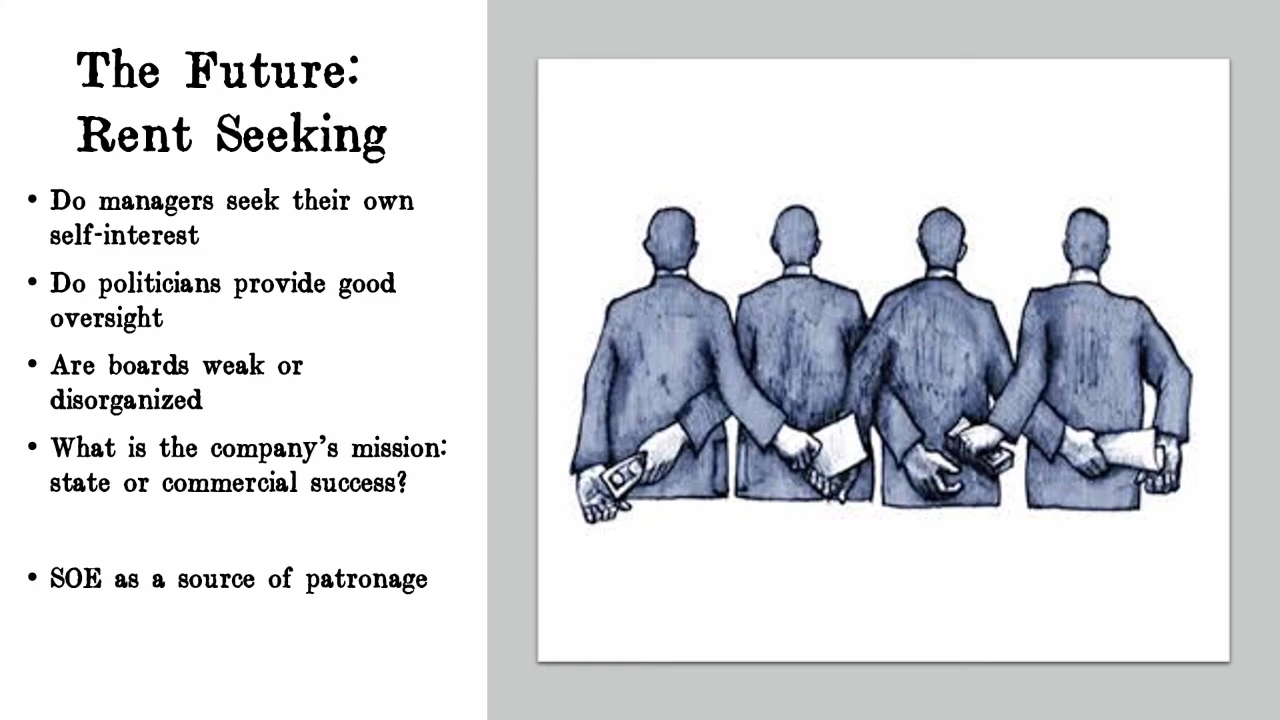 The Future:
Rent Seeking
• Do managers seek their own
self-interest
• Do politicians provide good
oversight
• Are boards weak or
disorganized
• What is the company's mission:
state or commercial success?
• SOE as a source of patronage